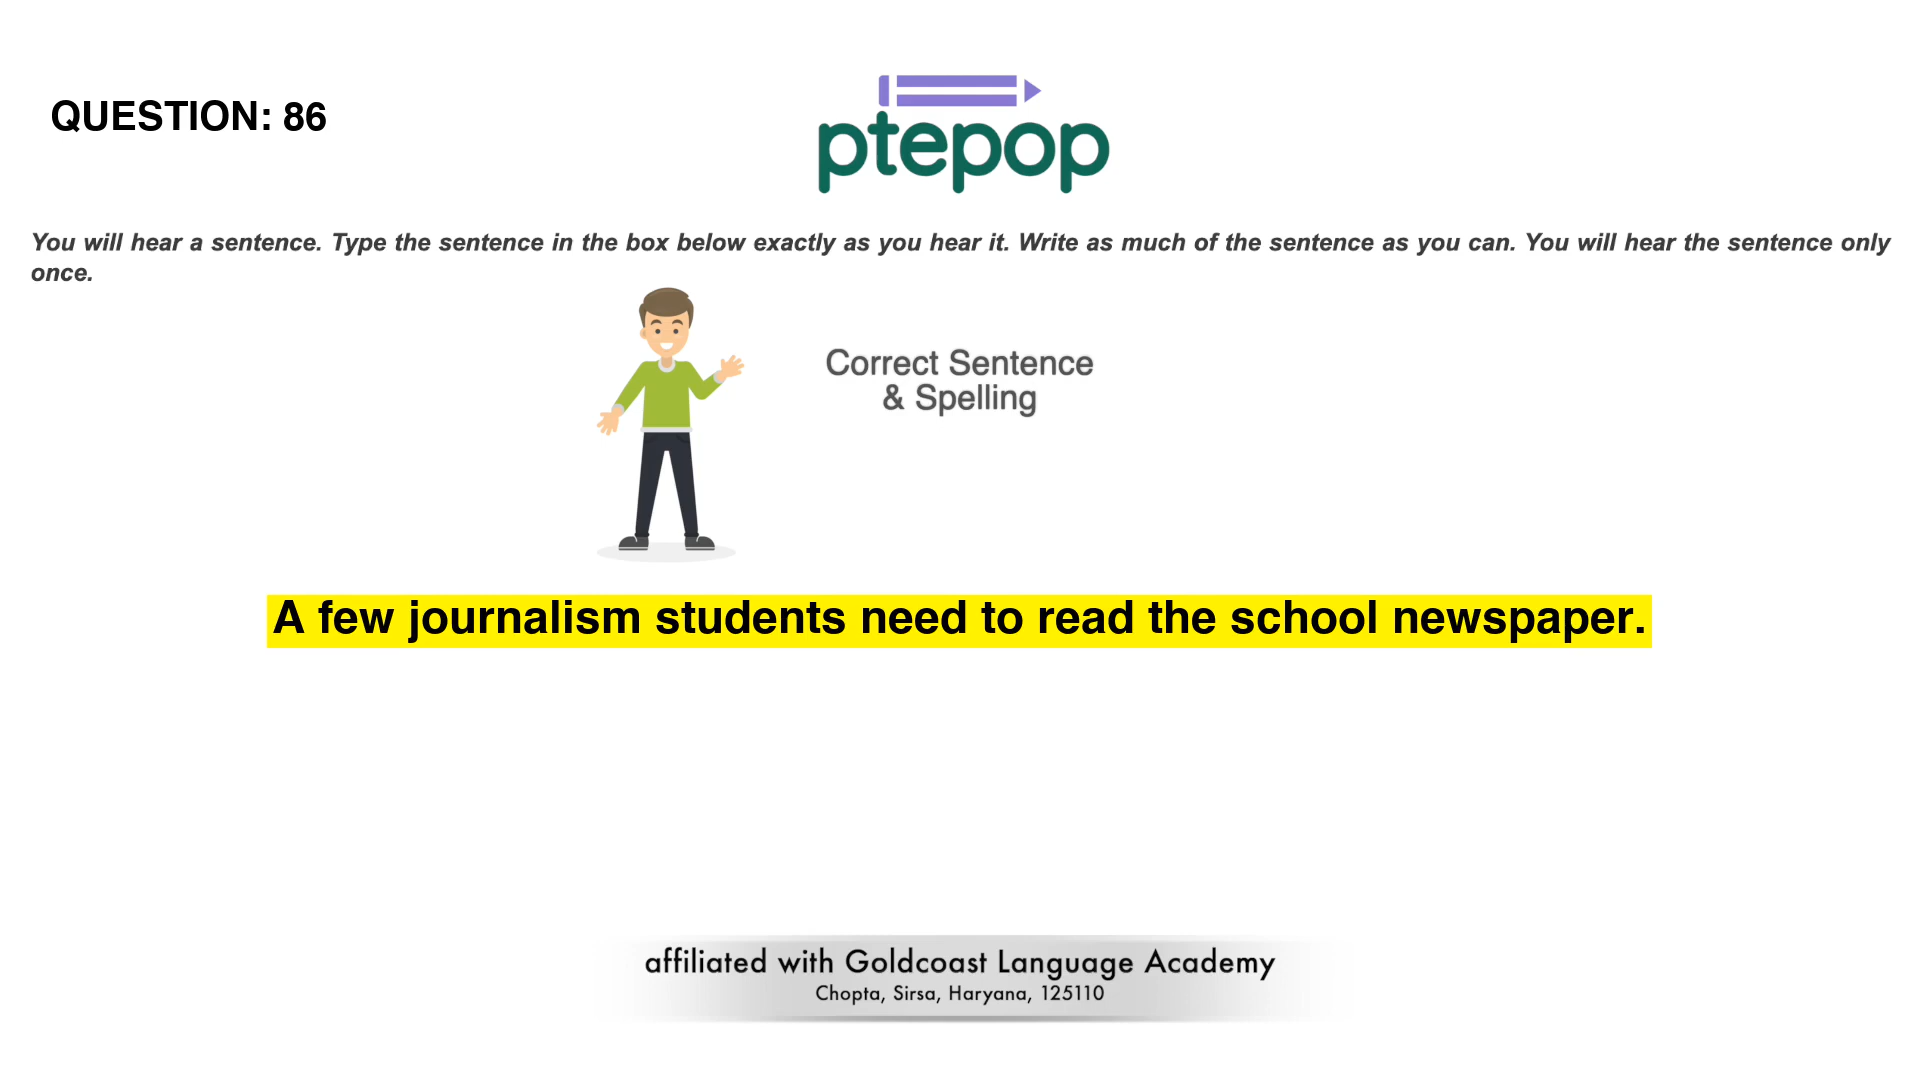 QUESTION: 86
ptepop
You will hear a sentence. Type the sentence in the box below exactly as you hear it. Write as much of the sentence as you can. You will hear the sentence only
once.
Correct Sentence
& Spelling
A few journalism students need to read the school newspaper.
affiliated with Goldcoast Language Academy
Chopta, Sirsa, Haryana, 125110